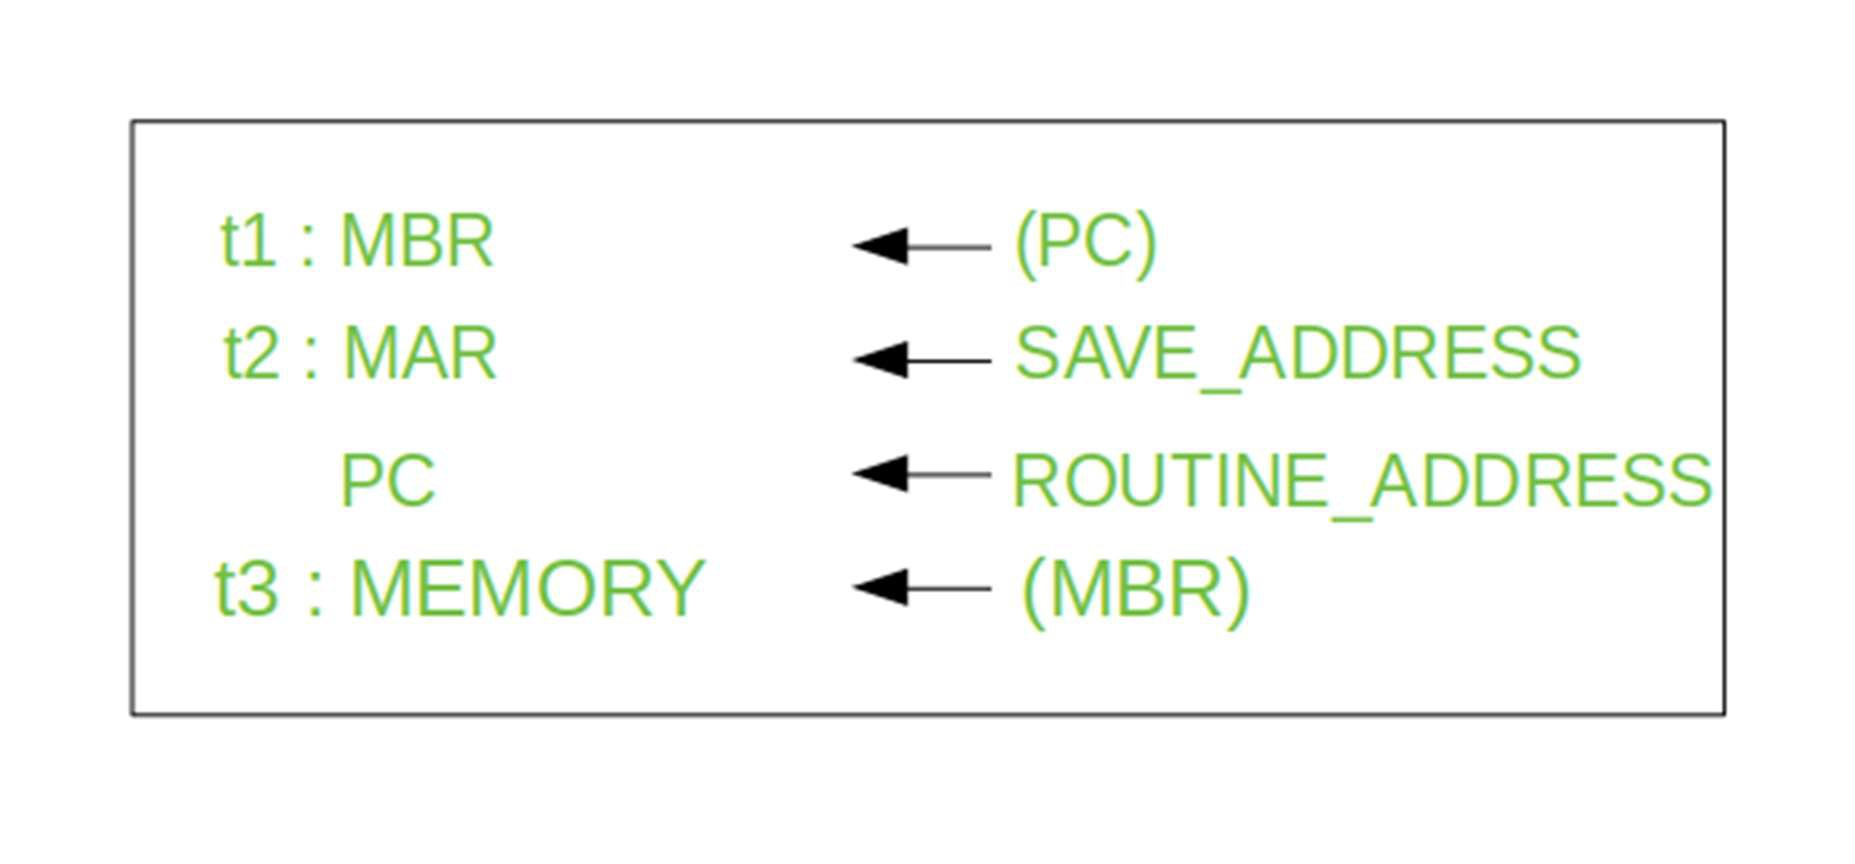 t1 : MBR ← (PC)
t2 : MAR ← SAVE_ADDRESS
PC ← ROUTINE_ADDRESS
t3 : MEMORY ← (MBR)